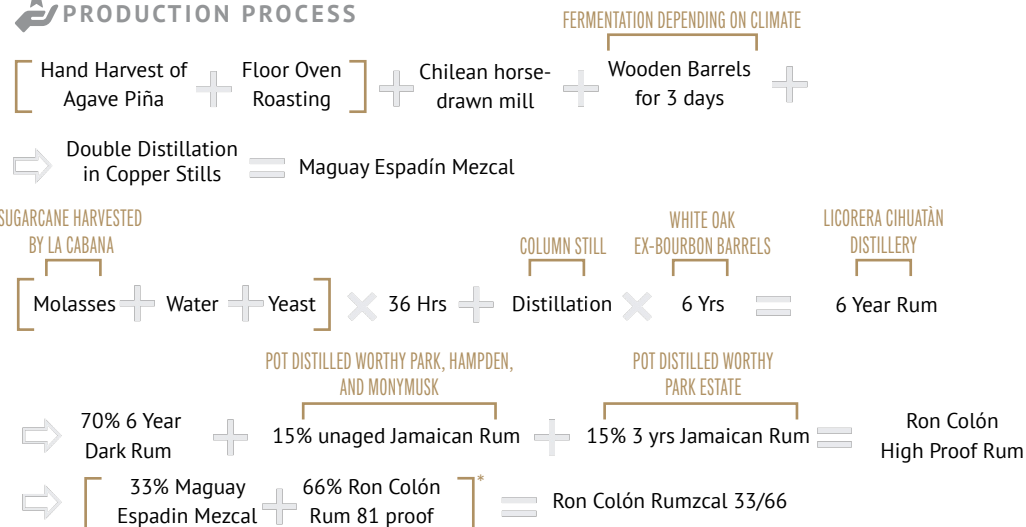 PRODUCTION PROCESS
FERMENTATION DEPENDING ON CLIMATE
[ Hand Harvest of Agave Piña + Floor Oven Roasting ] + Chilean horse-drawn mill + Wooden Barrels for 3 days +
⇨ Double Distillation in Copper Stills = Maguay Espadín Mezcal
SUGARCANE HARVESTED BY LA CABANA
COLUMN STILL
WHITE OAK EX-BOURBON BARRELS
LICORERA CIHUATÀN DISTILLERY
[ Molasses + Water + Yeast ] × 36 Hrs + Distillation × 6 Yrs = 6 Year Rum
POT DISTILLED WORTHY PARK, HAMPDEN, AND MONYMUSK
POT DISTILLED WORTHY PARK ESTATE
⇨ 70% 6 Year Dark Rum + 15% unaged Jamaican Rum + 15% 3 yrs Jamaican Rum = Ron Colón High Proof Rum
⇨ [ 33% Maguay Espadin Mezcal + 66% Ron Colón Rum 81 proof ]* = Ron Colón Rumzcal 33/66